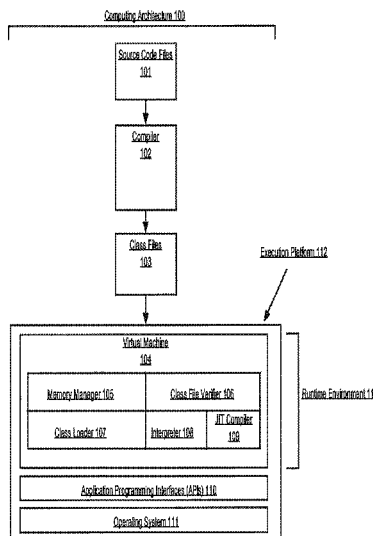 Computing Architecture 100
Source Code Files
101
Compiler
102
Class Files
103
Execution Platform 112
Virtual Machine
104
Memory Manager 105
Class File Verifier 106
Class Loader 107
Interpreter 108
JIT Compiler
109
Runtime Environment 11
Application Programming Interfaces (APIs) 110
Operating System 111